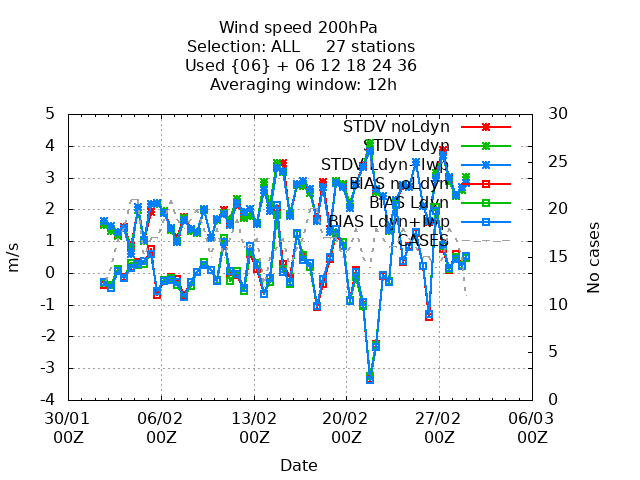 Wind speed 200hPa
Selection: ALL 27 stations
Used {06} + 06 12 18 24 36
Averaging window: 12h
STDV noLdyn
STDV Ldyn
STDV Ldyn+lwp
BIAS noLdyn
BIAS Ldyn
BIAS Ldyn+lwp
CASES
5
4
3
2
1
0
-1
-2
-3
-4
m/s
30
25
20
15
10
5
0
No cases
30/01 06/02 13/02 20/02 27/02 06/03
00Z 00Z 00Z 00Z 00Z 00Z
Date